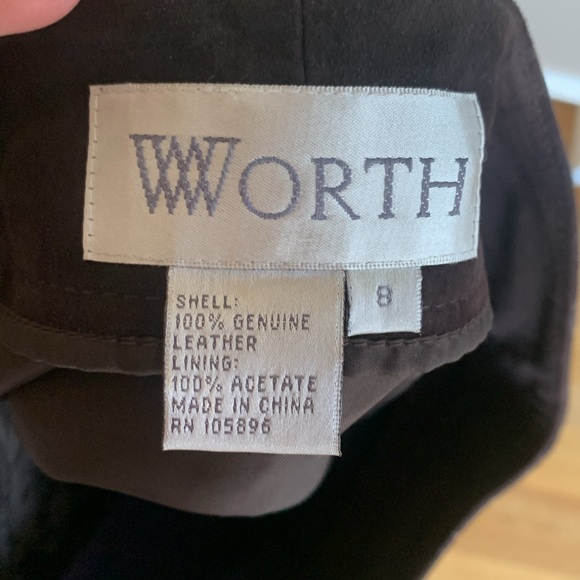 WORTH
8
SHELL:
100% GENUINE
LEATHER
LINING:
100% ACETATE
MADE IN CHINA
RN 105896